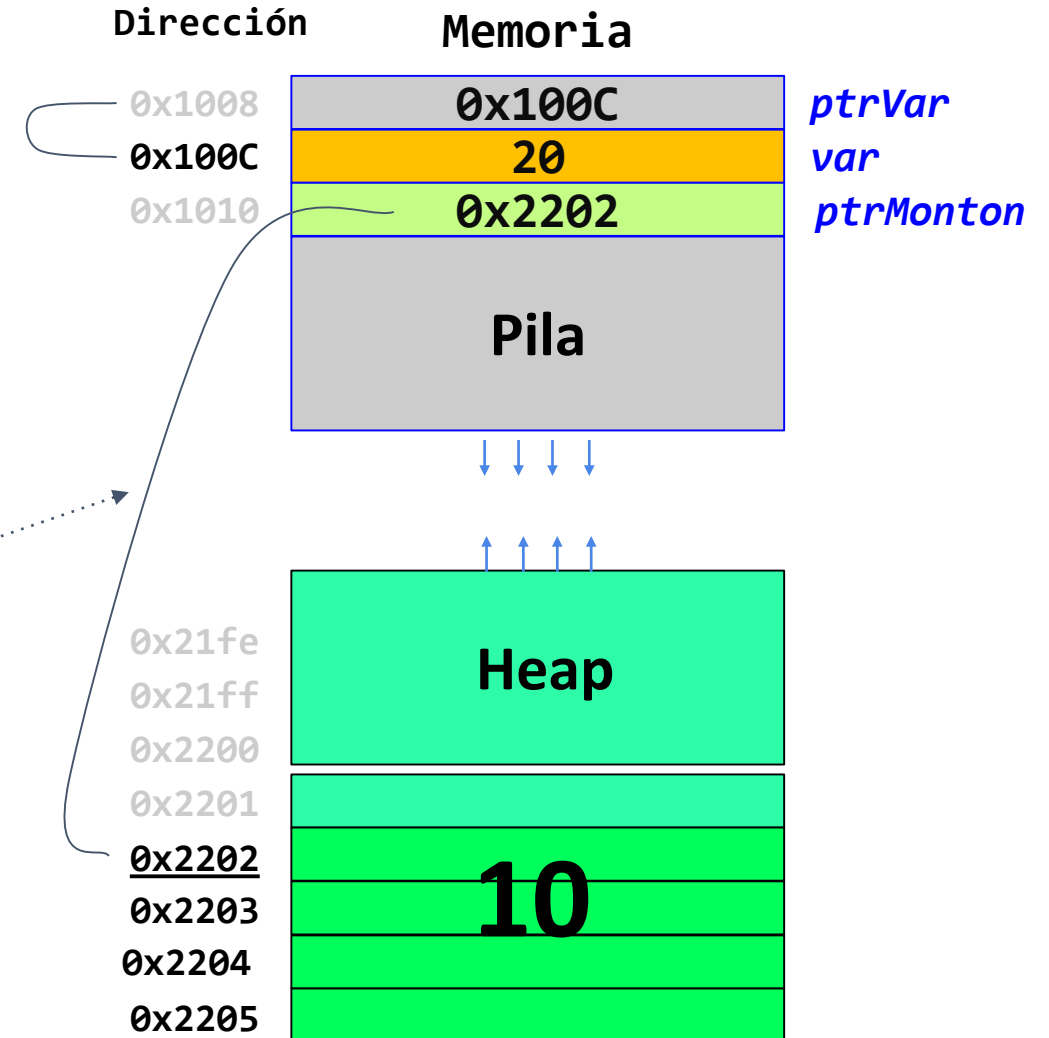 Dirección Memoria
0x1008 0x100C ptrVar
0x100C 20 var
0x1010 0x2202 ptrMonton
Pila
Heap
0x21fe
0x21ff
0x2200
0x2201
0x2202
10
0x2203
0x2204
0x2205